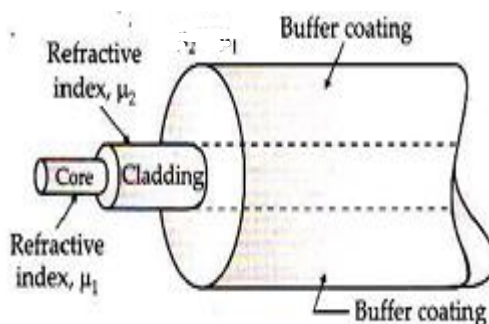 Buffer coating
Refractive
index, μ₂
Core
Cladding
Refractive
index, μ₁
Buffer coating